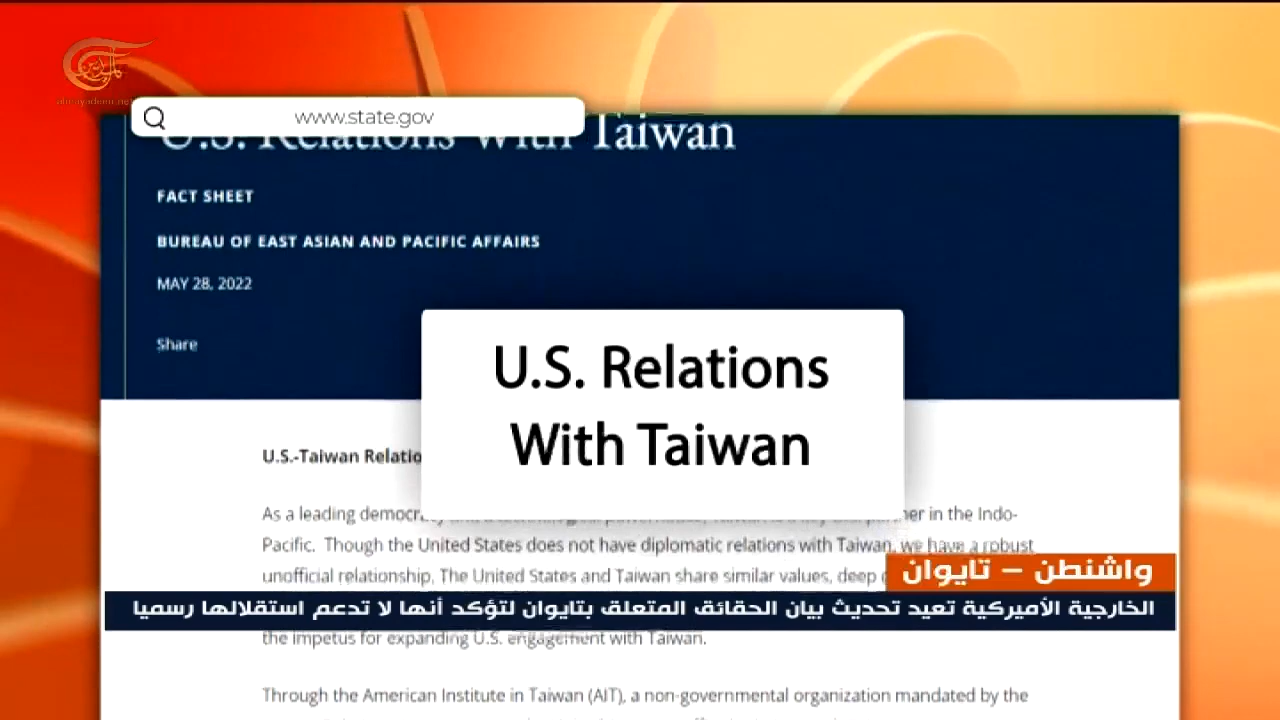 الميادين
almayadeen.net
www.state.gov
U.S. Relations With Taiwan
FACT SHEET
BUREAU OF EAST ASIAN AND PACIFIC AFFAIRS
MAY 28, 2022
Share
U.S. Relations
With Taiwan
U.S.-Taiwan Relatio
As a leading democr in the Indo-
Pacific. Though the United States does not have diplomatic relations with Taiwan, we have a robust
unofficial relationship. The United States and Taiwan share similar values, deep
واشنطن – تايوان
الخارجية الأميركية تعيد تحديث بيان الحقائق المتعلق بتايوان لتؤكد أنها لا تدعم استقلالها رسميا
the impetus for expanding U.S. engagement with Taiwan.
Through the American Institute in Taiwan (AIT), a non-governmental organization mandated by the